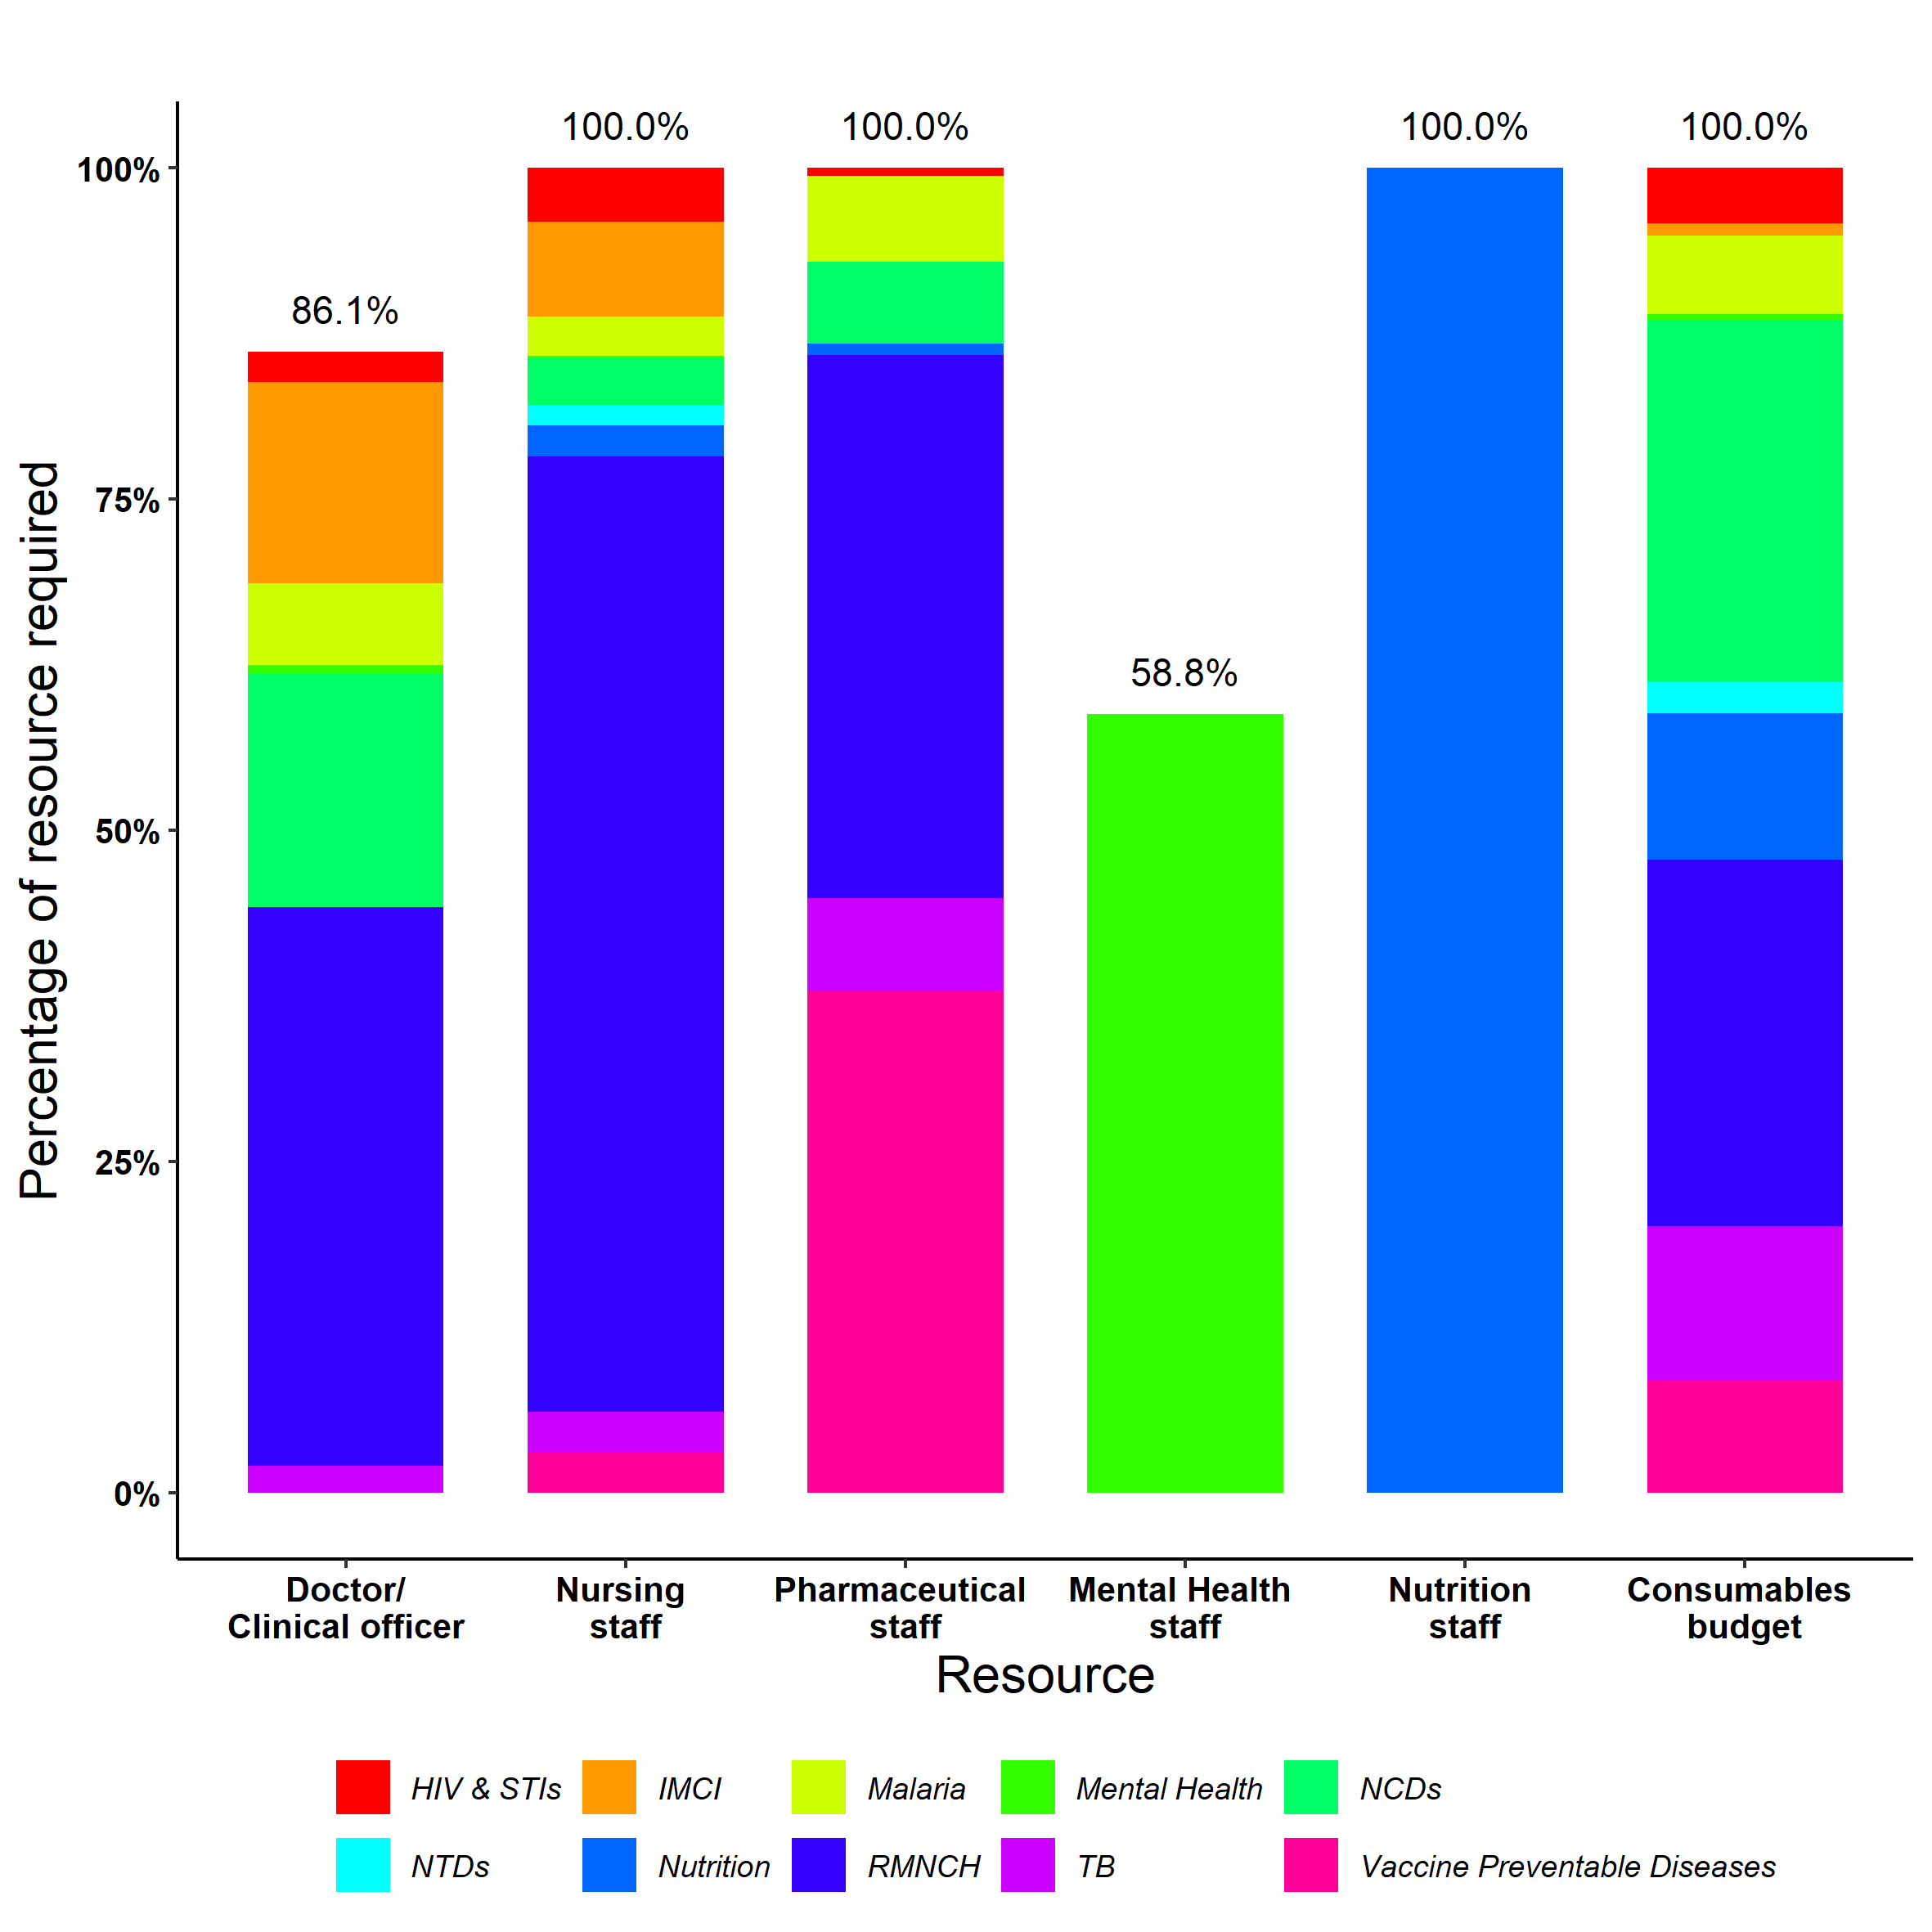 100.0%
100.0%
100.0%
100.0%
86.1%
58.8%
Percentage of resource required
100%
75%
50%
25%
0%
Doctor/
Clinical officer
Nursing
staff
Pharmaceutical
staff
Mental Health
staff
Nutrition
staff
Consumables
budget
Resource
HIV & STIs
IMCI
Malaria
Mental Health
NCDs
NTDs
Nutrition
RMNCH
TB
Vaccine Preventable Diseases